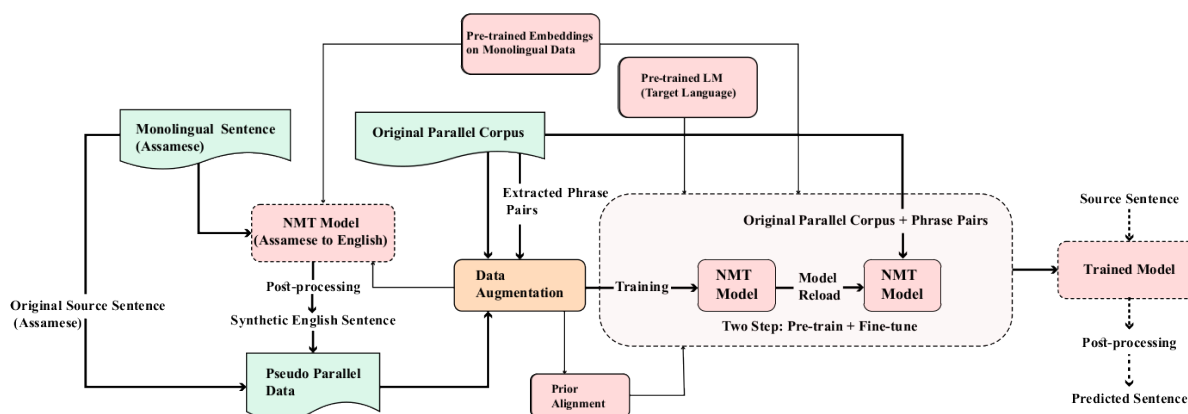 Pre-trained Embeddings
on Monolingual Data
Pre-trained LM
(Target Language)
Monolingual Sentence
(Assamese)
Original Parallel Corpus
Extracted Phrase
Pairs
NMT Model
(Assamese to English)
Original Parallel Corpus + Phrase Pairs
Source Sentence
Data
Augmentation
Training
NMT
Model
Model
Reload
NMT
Model
Trained Model
Post-processing
Original Source Sentence
(Assamese)
Synthetic English Sentence
Two Step: Pre-train + Fine-tune
Post-processing
Pseudo Parallel
Data
Prior
Alignment
Predicted Sentence